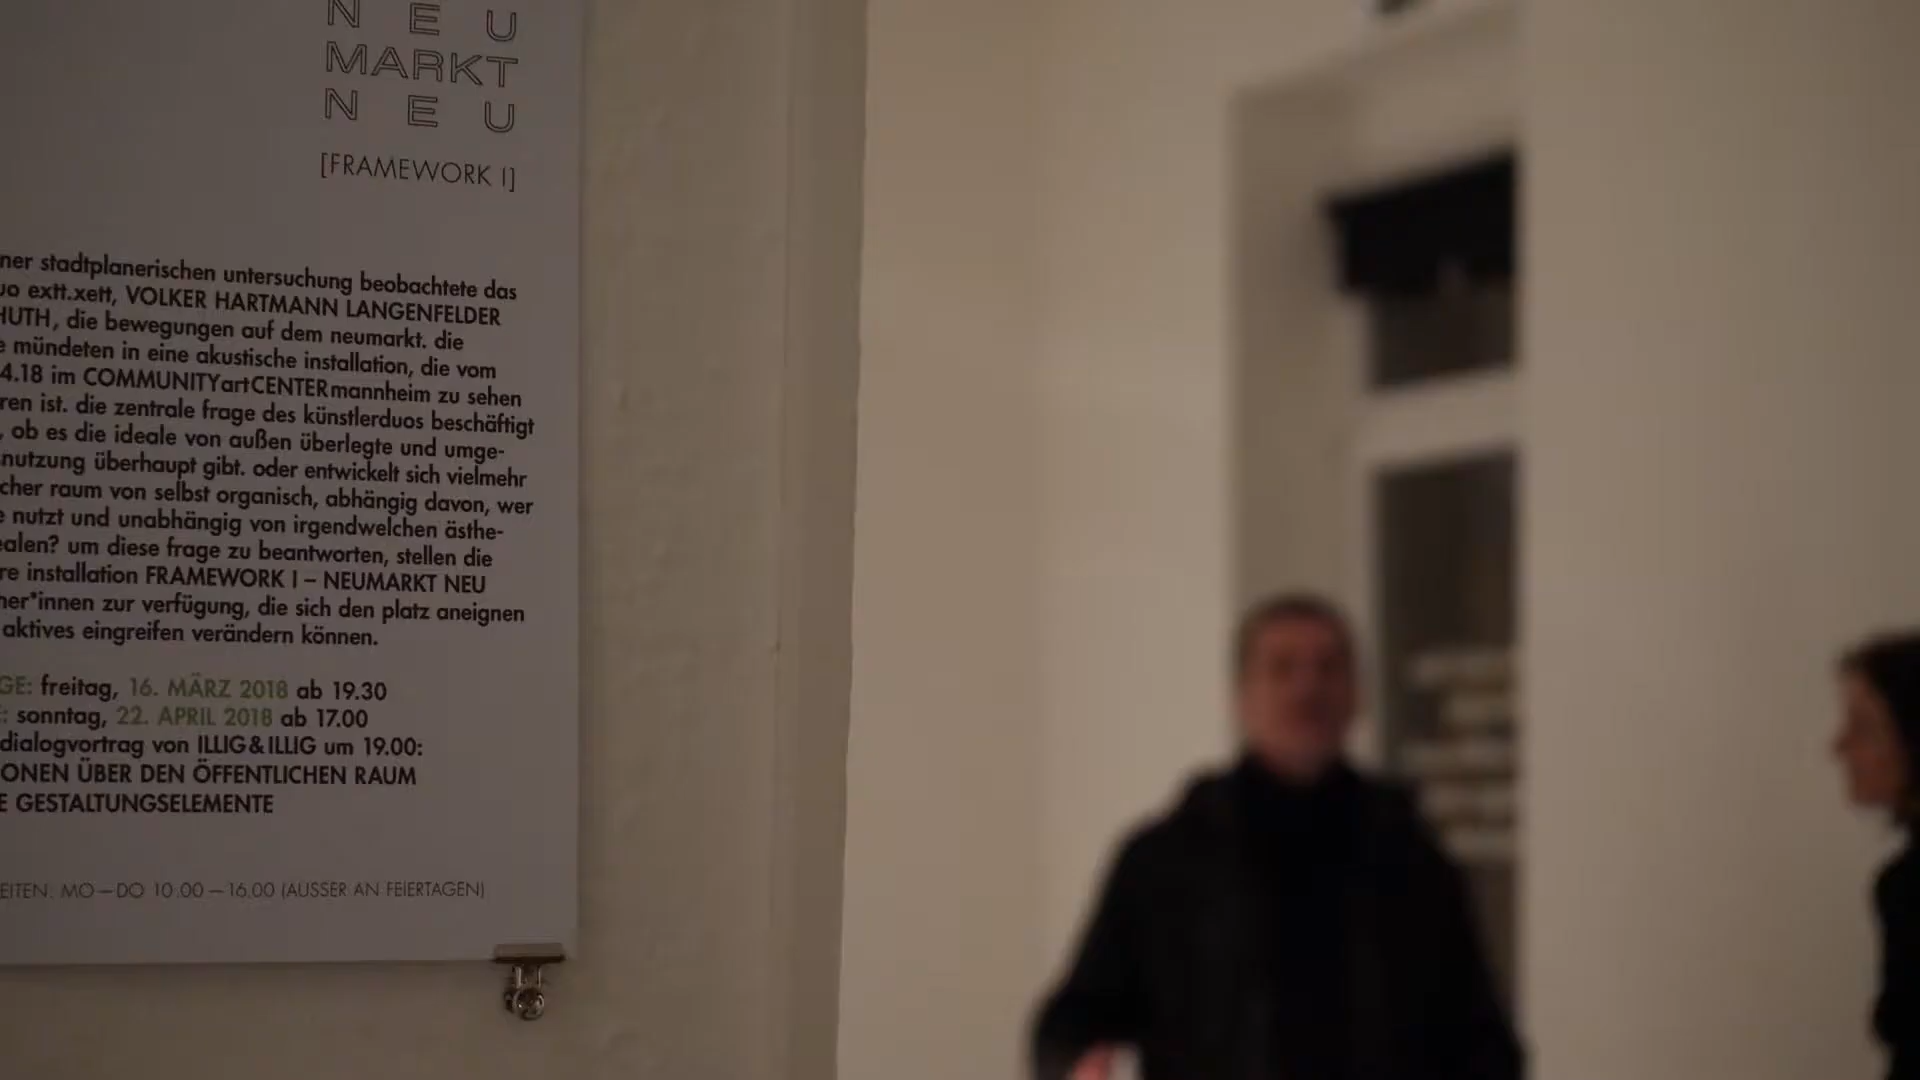 NEU
MARKT
NEU
[FRAMEWORK I]
ner stadtplanerischen untersuchung beobachtete das
uo extt.xett, VOLKER HARTMANN LANGENFELDER
HUTH, die bewegungen auf dem neumarkt. die
e mündeten in eine akustische installation, die vom
4.18 im COMMUNITYartCENTERmannheim zu sehen
ren ist. die zentrale frage des künstlerduos beschäftigt
, ob es die ideale von außen überlegte und umge-
nutzung überhaupt gibt. oder entwickelt sich vielmehr
cher raum von selbst organisch, abhängig davon, wer
e nutzt und unabhängig von irgendwelchen ästhe-
ealen? um diese frage zu beantworten, stellen die
re installation FRAMEWORK I – NEUMARKT NEU
ner*innen zur verfügung, die sich den platz aneignen
aktives eingreifen verändern können.
GE: freitag, 16. MÄRZ 2018 ab 19.30
: sonntag, 22. APRIL 2018 ab 17.00
dialogvortrag von ILLIG&ILLIG um 19.00:
ONEN ÜBER DEN ÖFFENTLICHEN RAUM
E GESTALTUNGSELEMENTE
EITEN: MO – DO 10.00 – 16.00 (AUSSER AN FEIERTAGEN)